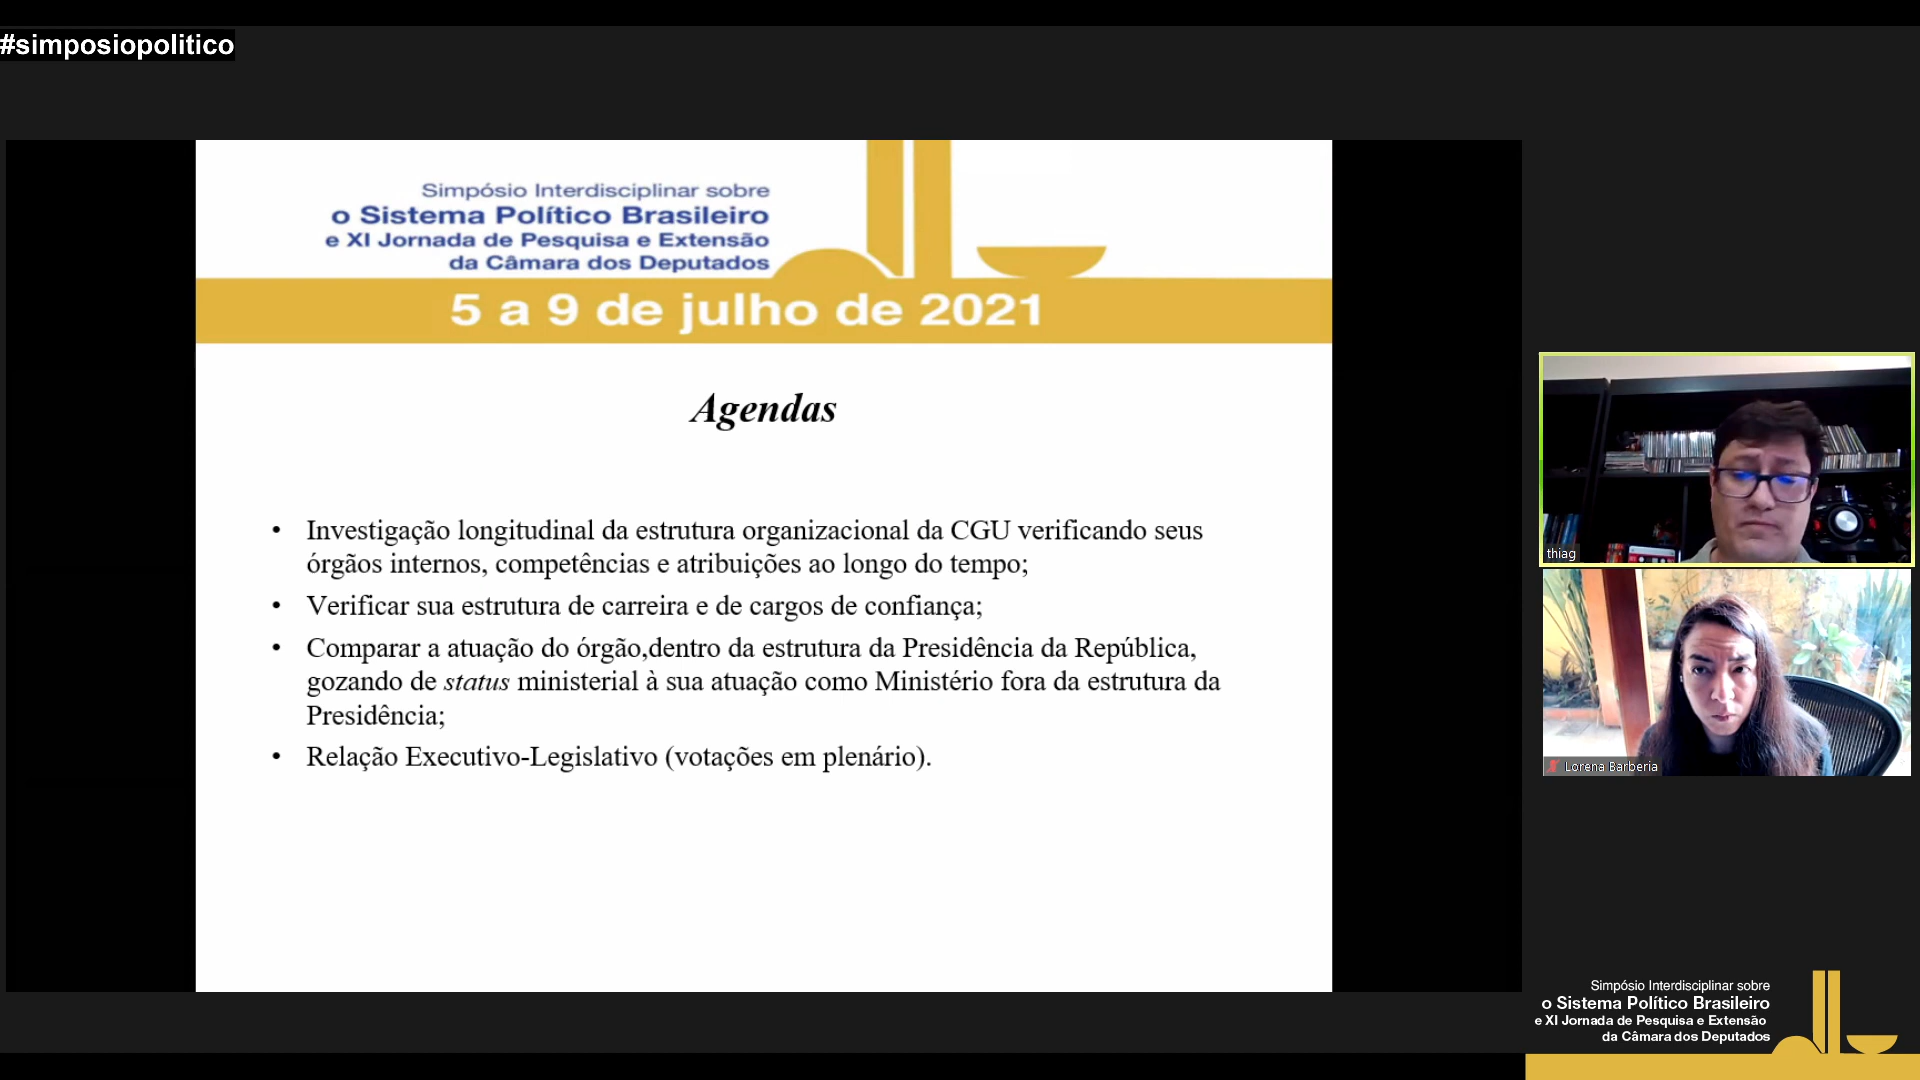 #simposiopolitico
Simpósio Interdisciplinar sobre
o Sistema Político Brasileiro
e XI Jornada de Pesquisa e Extensão
da Câmara dos Deputados
5 a 9 de julho de 2021
Agendas
• Investigação longitudinal da estrutura organizacional da CGU verificando seus
órgãos internos, competências e atribuições ao longo do tempo;
• Verificar sua estrutura de carreira e de cargos de confiança;
• Comparar a atuação do órgão,dentro da estrutura da Presidência da República,
gozando de status ministerial à sua atuação como Ministério fora da estrutura da
Presidência;
• Relação Executivo-Legislativo (votações em plenário).
thiag
Lorena Barberia
Simpósio Interdisciplinar sobre
o Sistema Político Brasileiro
e XI Jornada de Pesquisa e Extensão
da Câmara dos Deputados